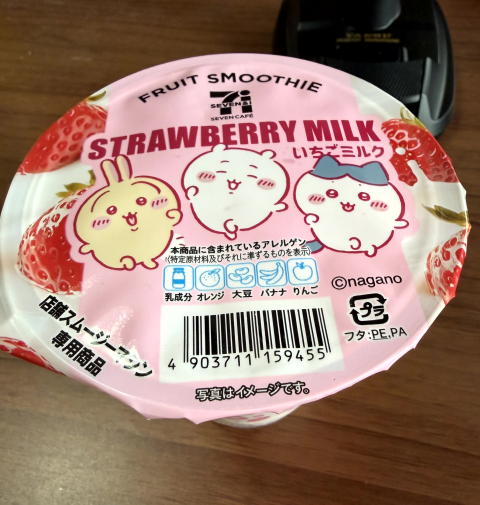 FRUIT SMOOTHIE
SEVEN&i
SEVEN CAFÉ
STRAWBERRY MILK
いちごミルク
本商品に含まれているアレルゲン
(特定原材料及びそれに準ずるものを表示)
乳成分 オレンジ 大豆 バナナ りんご
©nagano
プラ
フタ:PE,PA
4 903711 159455
店舗スムージーマシン
専用商品
写真はイメージです。